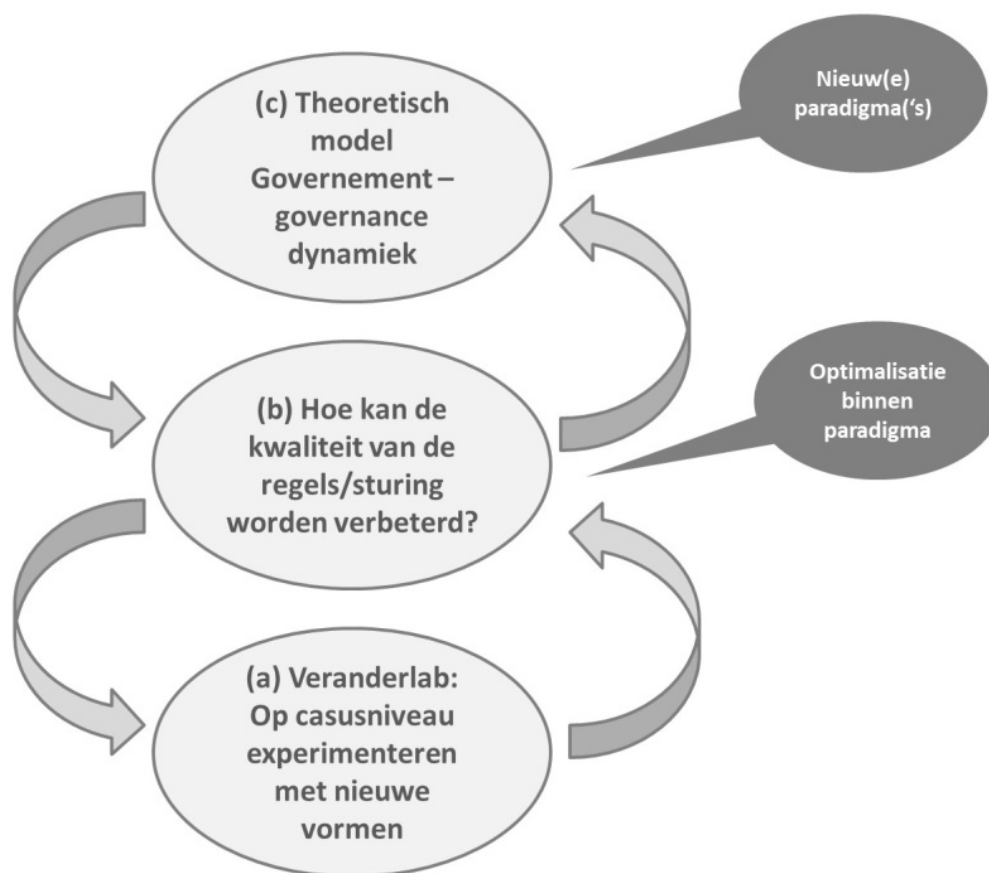 (c) Theoretisch
model
Governement –
governance
dynamiek
Nieuw(e)
paradigma('s)
(b) Hoe kan de
kwaliteit van de
regels/sturing
worden verbeterd?
Optimalisatie
binnen
paradigma
(a) Veranderlab:
Op casusniveau
experimenteren
met nieuwe
vormen